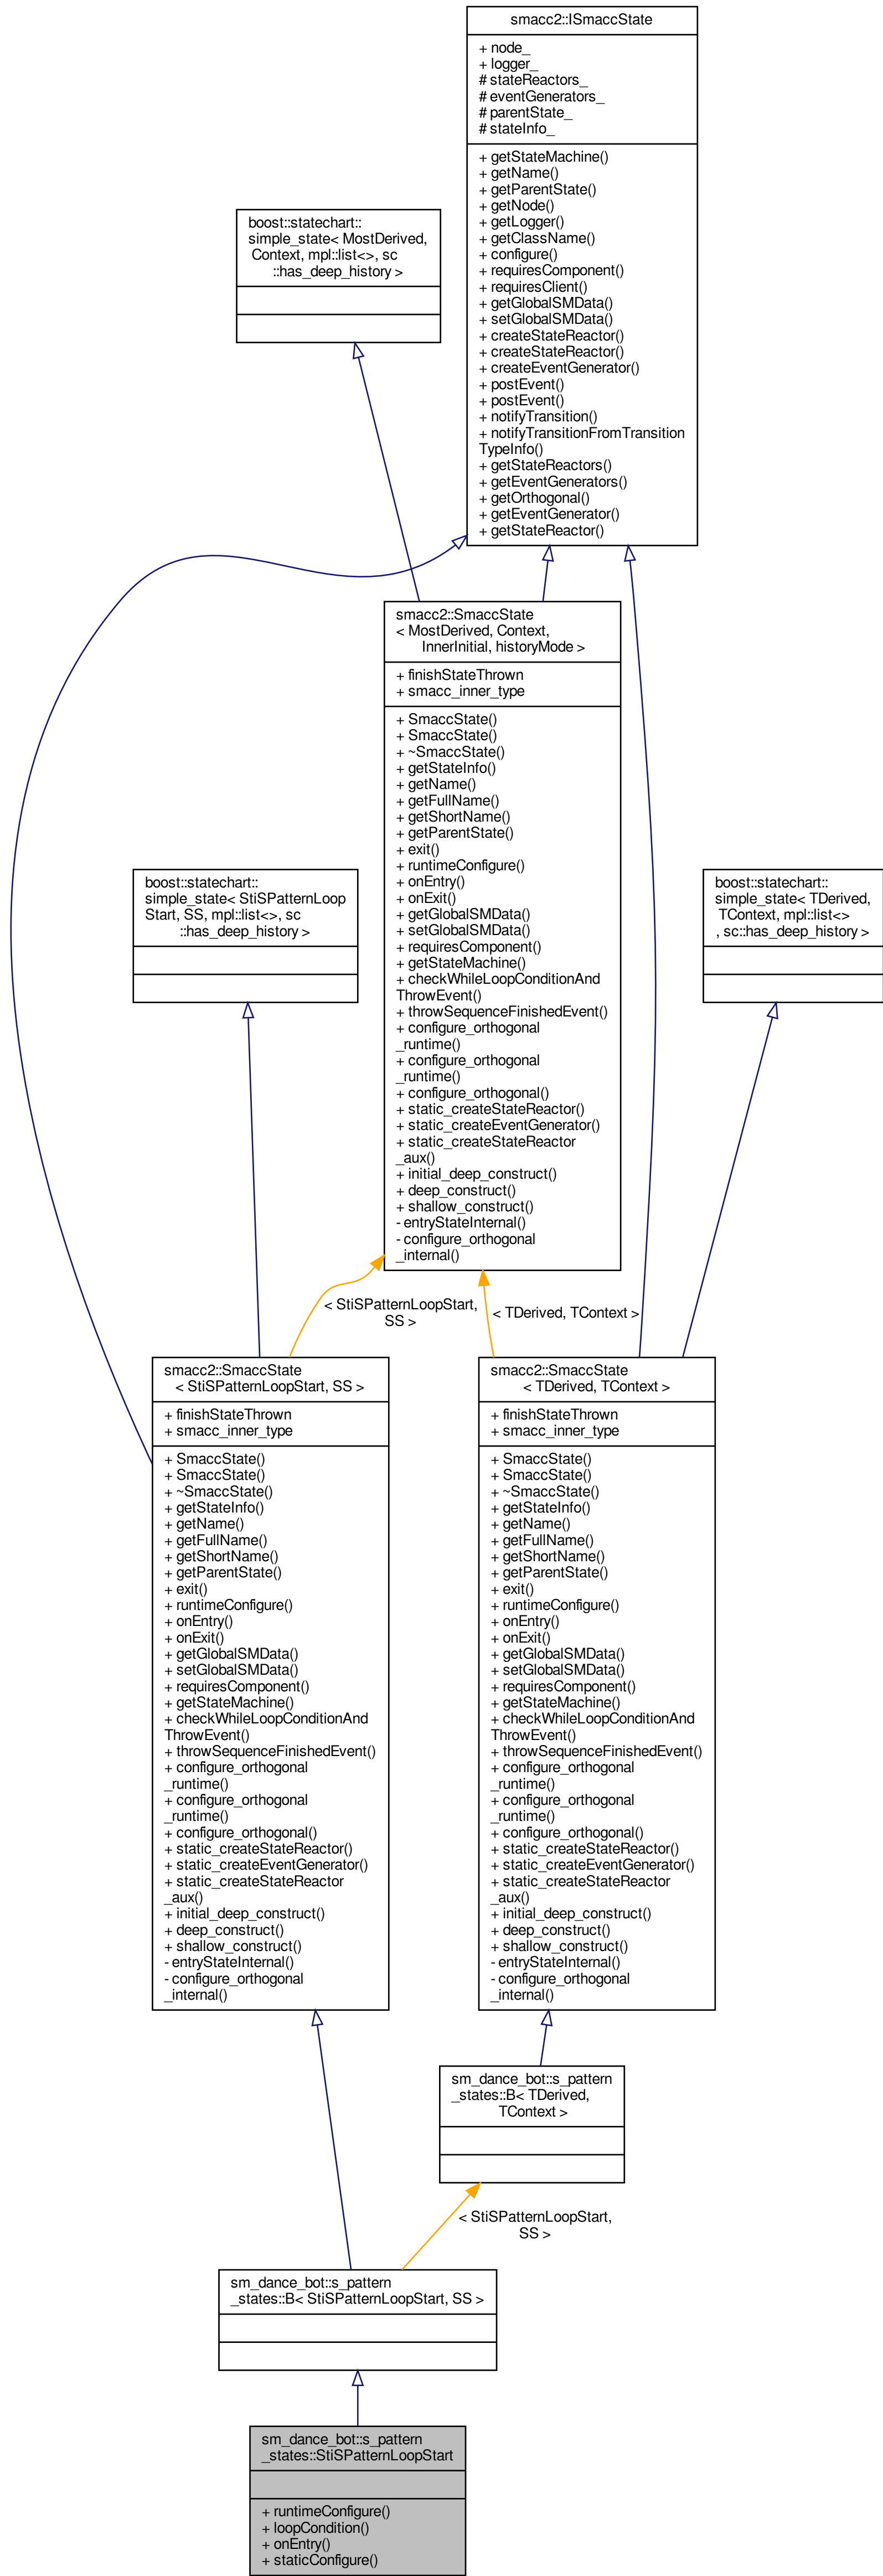 smacc2::ISmaccState
+ node_
+ logger_
# stateReactors_
# eventGenerators_
# parentState_
# stateInfo_
+ getStateMachine()
+ getName()
+ getParentState()
+ getNode()
+ getLogger()
+ getClassName()
+ configure()
+ requiresComponent()
+ requiresClient()
+ getGlobalSMData()
+ setGlobalSMData()
+ createStateReactor()
+ createStateReactor()
+ createEventGenerator()
+ postEvent()
+ postEvent()
+ notifyTransition()
+ notifyTransitionFromTransition
TypeInfo()
+ getStateReactors()
+ getEventGenerators()
+ getOrthogonal()
+ getEventGenerator()
+ getStateReactor()
boost::statechart::
simple_state< MostDerived,
Context, mpl::list<>, sc
::has_deep_history >
smacc2::SmaccState
< MostDerived, Context,
InnerInitial, historyMode >
+ finishStateThrown
+ smacc_inner_type
+ SmaccState()
+ SmaccState()
+ ~SmaccState()
+ getStateInfo()
+ getName()
+ getFullName()
+ getShortName()
+ getParentState()
+ exit()
+ runtimeConfigure()
+ onEntry()
+ onExit()
+ getGlobalSMData()
+ setGlobalSMData()
+ requiresComponent()
+ getStateMachine()
+ checkWhileLoopConditionAnd
ThrowEvent()
+ throwSequenceFinishedEvent()
+ configure_orthogonal
_runtime()
+ configure_orthogonal
_runtime()
+ configure_orthogonal()
+ static_createStateReactor()
+ static_createEventGenerator()
+ static_createStateReactor
_aux()
+ initial_deep_construct()
+ deep_construct()
+ shallow_construct()
- entryStateInternal()
- configure_orthogonal
_internal()
boost::statechart::
simple_state< StiSPatternLoop
Start, SS, mpl::list<>, sc
::has_deep_history >
boost::statechart::
simple_state< TDerived,
TContext, mpl::list<>
, sc::has_deep_history >
< StiSPatternLoopStart,
SS >
< TDerived, TContext >
smacc2::SmaccState
< StiSPatternLoopStart, SS >
+ finishStateThrown
+ smacc_inner_type
+ SmaccState()
+ SmaccState()
+ ~SmaccState()
+ getStateInfo()
+ getName()
+ getFullName()
+ getShortName()
+ getParentState()
+ exit()
+ runtimeConfigure()
+ onEntry()
+ onExit()
+ getGlobalSMData()
+ setGlobalSMData()
+ requiresComponent()
+ getStateMachine()
+ checkWhileLoopConditionAnd
ThrowEvent()
+ throwSequenceFinishedEvent()
+ configure_orthogonal
_runtime()
+ configure_orthogonal
_runtime()
+ configure_orthogonal()
+ static_createStateReactor()
+ static_createEventGenerator()
+ static_createStateReactor
_aux()
+ initial_deep_construct()
+ deep_construct()
+ shallow_construct()
- entryStateInternal()
- configure_orthogonal
_internal()
smacc2::SmaccState
< TDerived, TContext >
+ finishStateThrown
+ smacc_inner_type
+ SmaccState()
+ SmaccState()
+ ~SmaccState()
+ getStateInfo()
+ getName()
+ getFullName()
+ getShortName()
+ getParentState()
+ exit()
+ runtimeConfigure()
+ onEntry()
+ onExit()
+ getGlobalSMData()
+ setGlobalSMData()
+ requiresComponent()
+ getStateMachine()
+ checkWhileLoopConditionAnd
ThrowEvent()
+ throwSequenceFinishedEvent()
+ configure_orthogonal
_runtime()
+ configure_orthogonal
_runtime()
+ configure_orthogonal()
+ static_createStateReactor()
+ static_createEventGenerator()
+ static_createStateReactor
_aux()
+ initial_deep_construct()
+ deep_construct()
+ shallow_construct()
- entryStateInternal()
- configure_orthogonal
_internal()
sm_dance_bot::s_pattern
_states::B< TDerived,
TContext >
< StiSPatternLoopStart,
SS >
sm_dance_bot::s_pattern
_states::B< StiSPatternLoopStart, SS >
sm_dance_bot::s_pattern
_states::StiSPatternLoopStart
+ runtimeConfigure()
+ loopCondition()
+ onEntry()
+ staticConfigure()